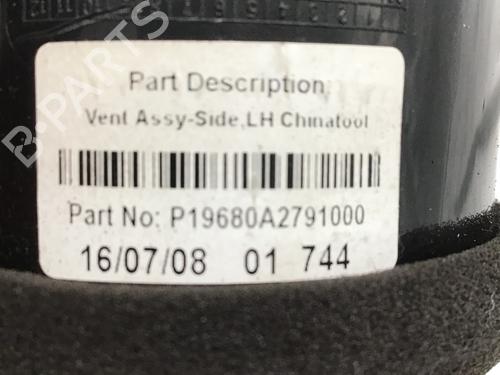 Part Description
Vent Assy-Side,LH Chinatool
Part No: P19680A2791000
16/07/08 01 744
B-PARTS